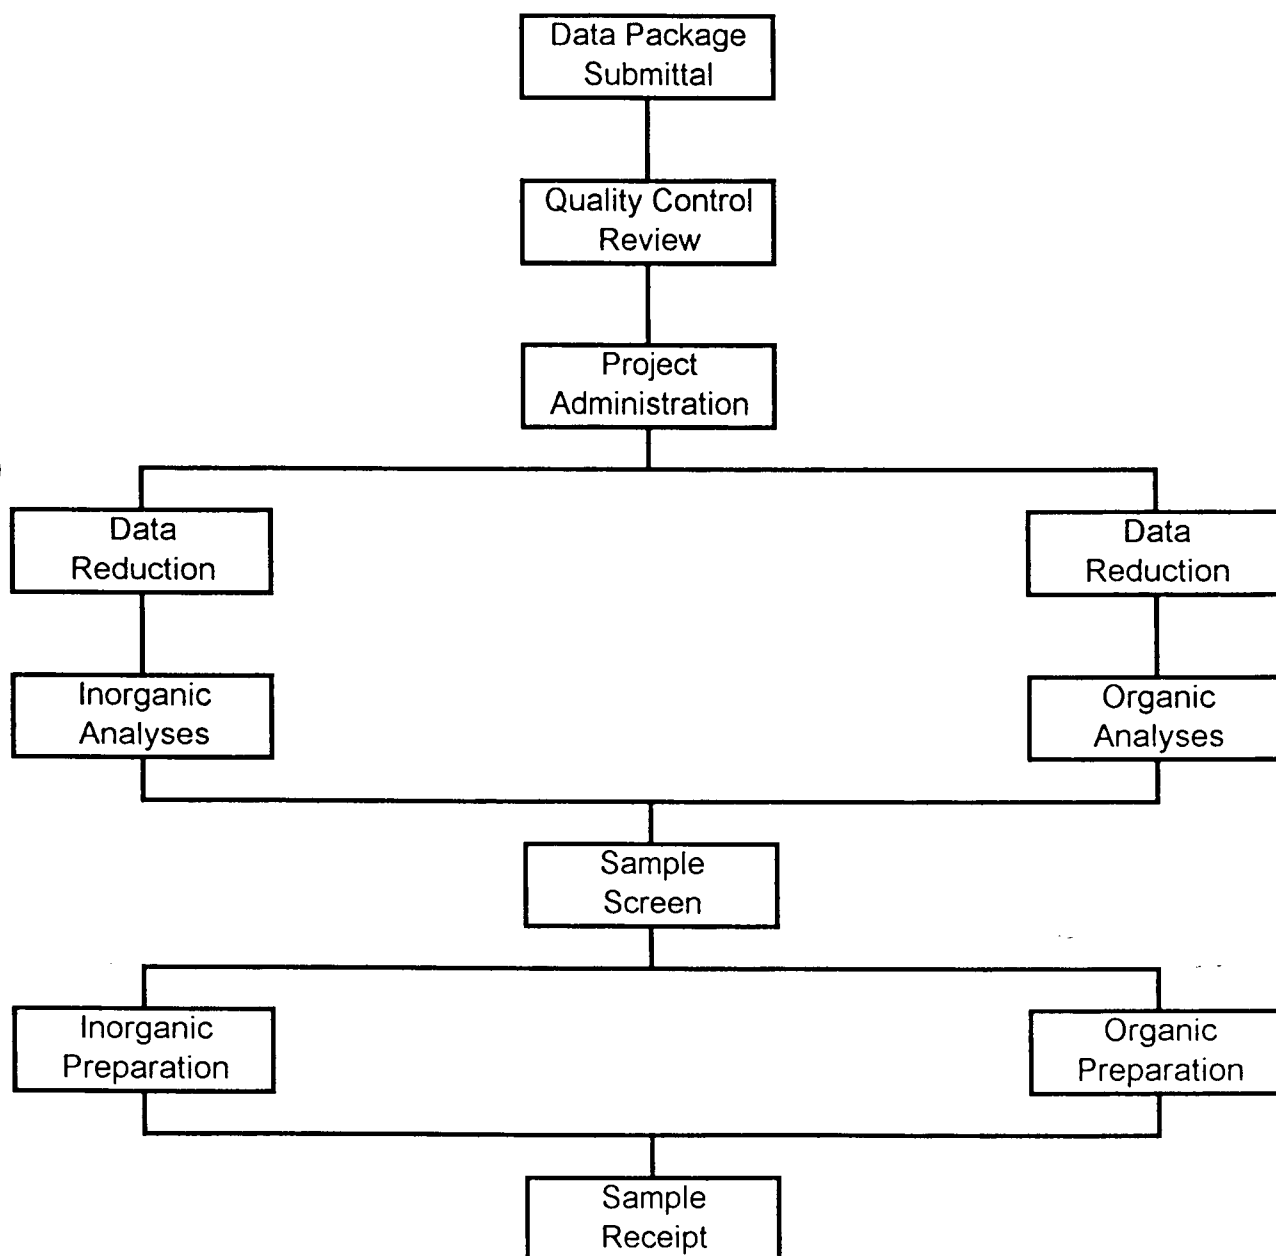 Data Package
Submittal
Quality Control
Review
Project
Administration
Data
Reduction
Data
Reduction
Inorganic
Analyses
Organic
Analyses
Sample
Screen
Inorganic
Preparation
Organic
Preparation
Sample
Receipt